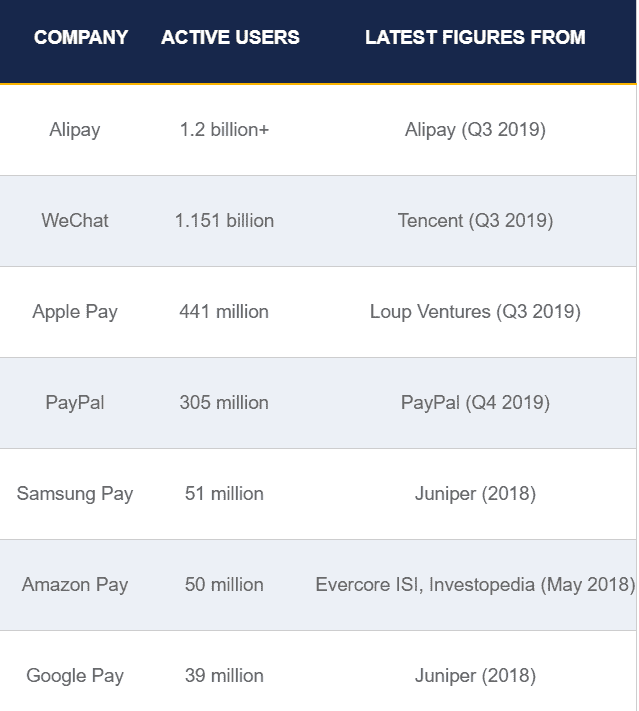 COMPANY ACTIVE USERS LATEST FIGURES FROM
Alipay 1.2 billion+ Alipay (Q3 2019)
WeChat 1.151 billion Tencent (Q3 2019)
Apple Pay 441 million Loup Ventures (Q3 2019)
PayPal 305 million PayPal (Q4 2019)
Samsung Pay 51 million Juniper (2018)
Amazon Pay 50 million Evercore ISI, Investopedia (May 2018)
Google Pay 39 million Juniper (2018)